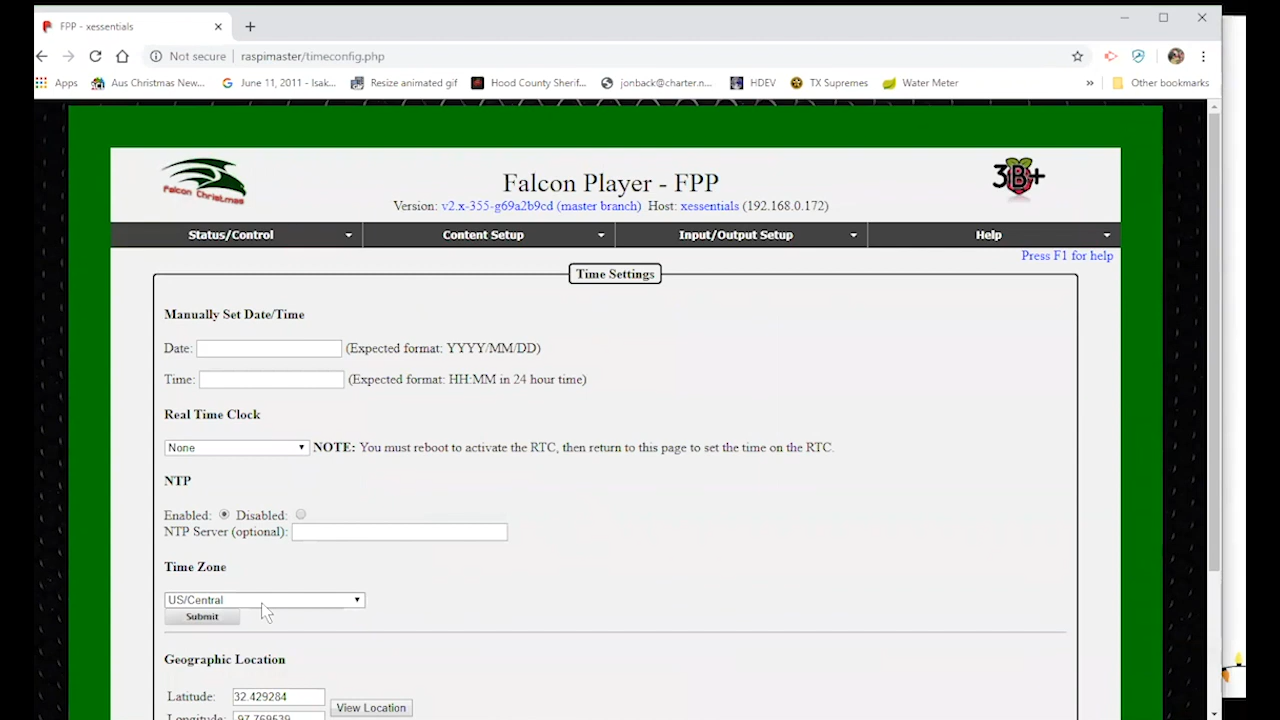 FPP - xessentials
Not secure raspimaster/timeconfig.php
Apps Aus Christmas New... June 11, 2011 - Isak... Resize animated gif Hood County Sherif... jonback@charter.n... HDEV TX Supremes Water Meter » Other bookmarks
Falcon Christmas
Falcon Player - FPP
3B+
Version: v2.x-355-g69a2b9cd (master branch) Host: xessentials (192.168.0.172)
Status/Control Content Setup Input/Output Setup Help
Press F1 for help
Time Settings
Manually Set Date/Time
Date: (Expected format: YYYY/MM/DD)
Time: (Expected format: HH:MM in 24 hour time)
Real Time Clock
None NOTE: You must reboot to activate the RTC, then return to this page to set the time on the RTC.
NTP
Enabled: Disabled:
NTP Server (optional):
Time Zone
US/Central
Submit
Geographic Location
Latitude: 32.429284
View Location
Longitude: -97.769639